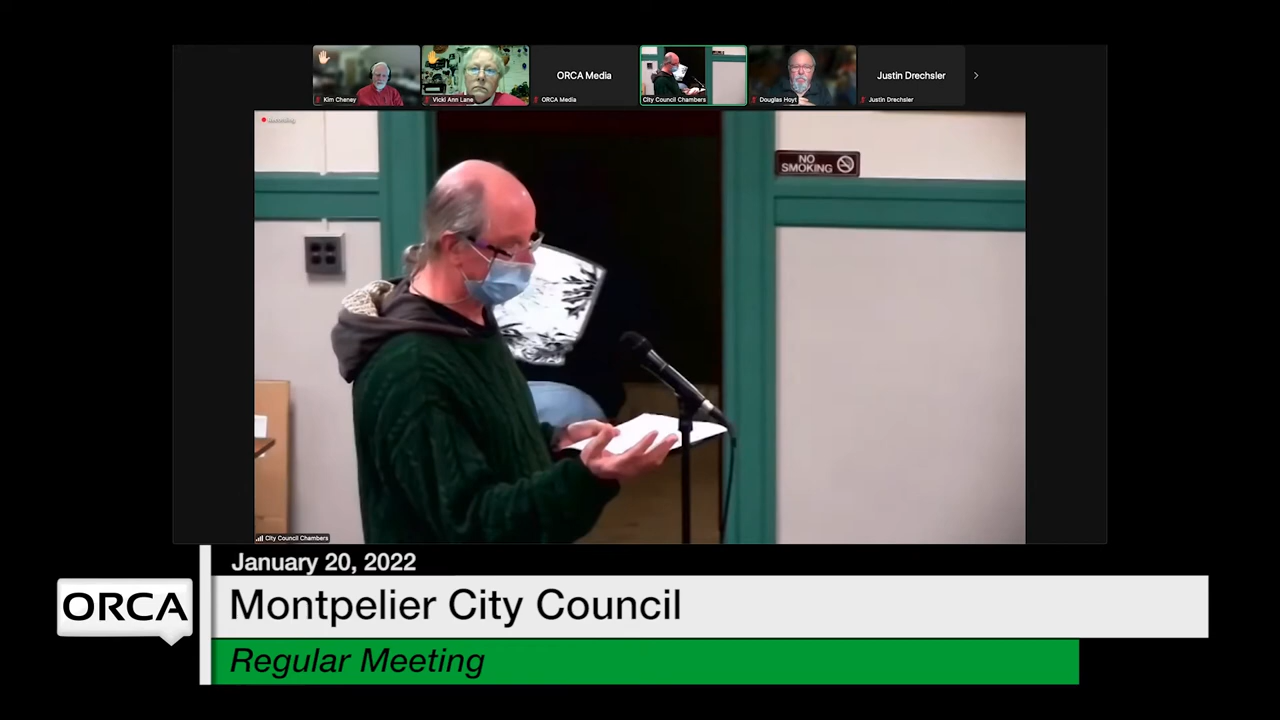 ORCA Media
Justin Drechsler
Kim Cheney
Vicki Ann Lane
ORCA Media
City Council Chambers
Douglas Hoyt
Justin Drechsler
Recording
NO
SMOKING
City Council Chambers
January 20, 2022
ORCA
Montpelier City Council
Regular Meeting